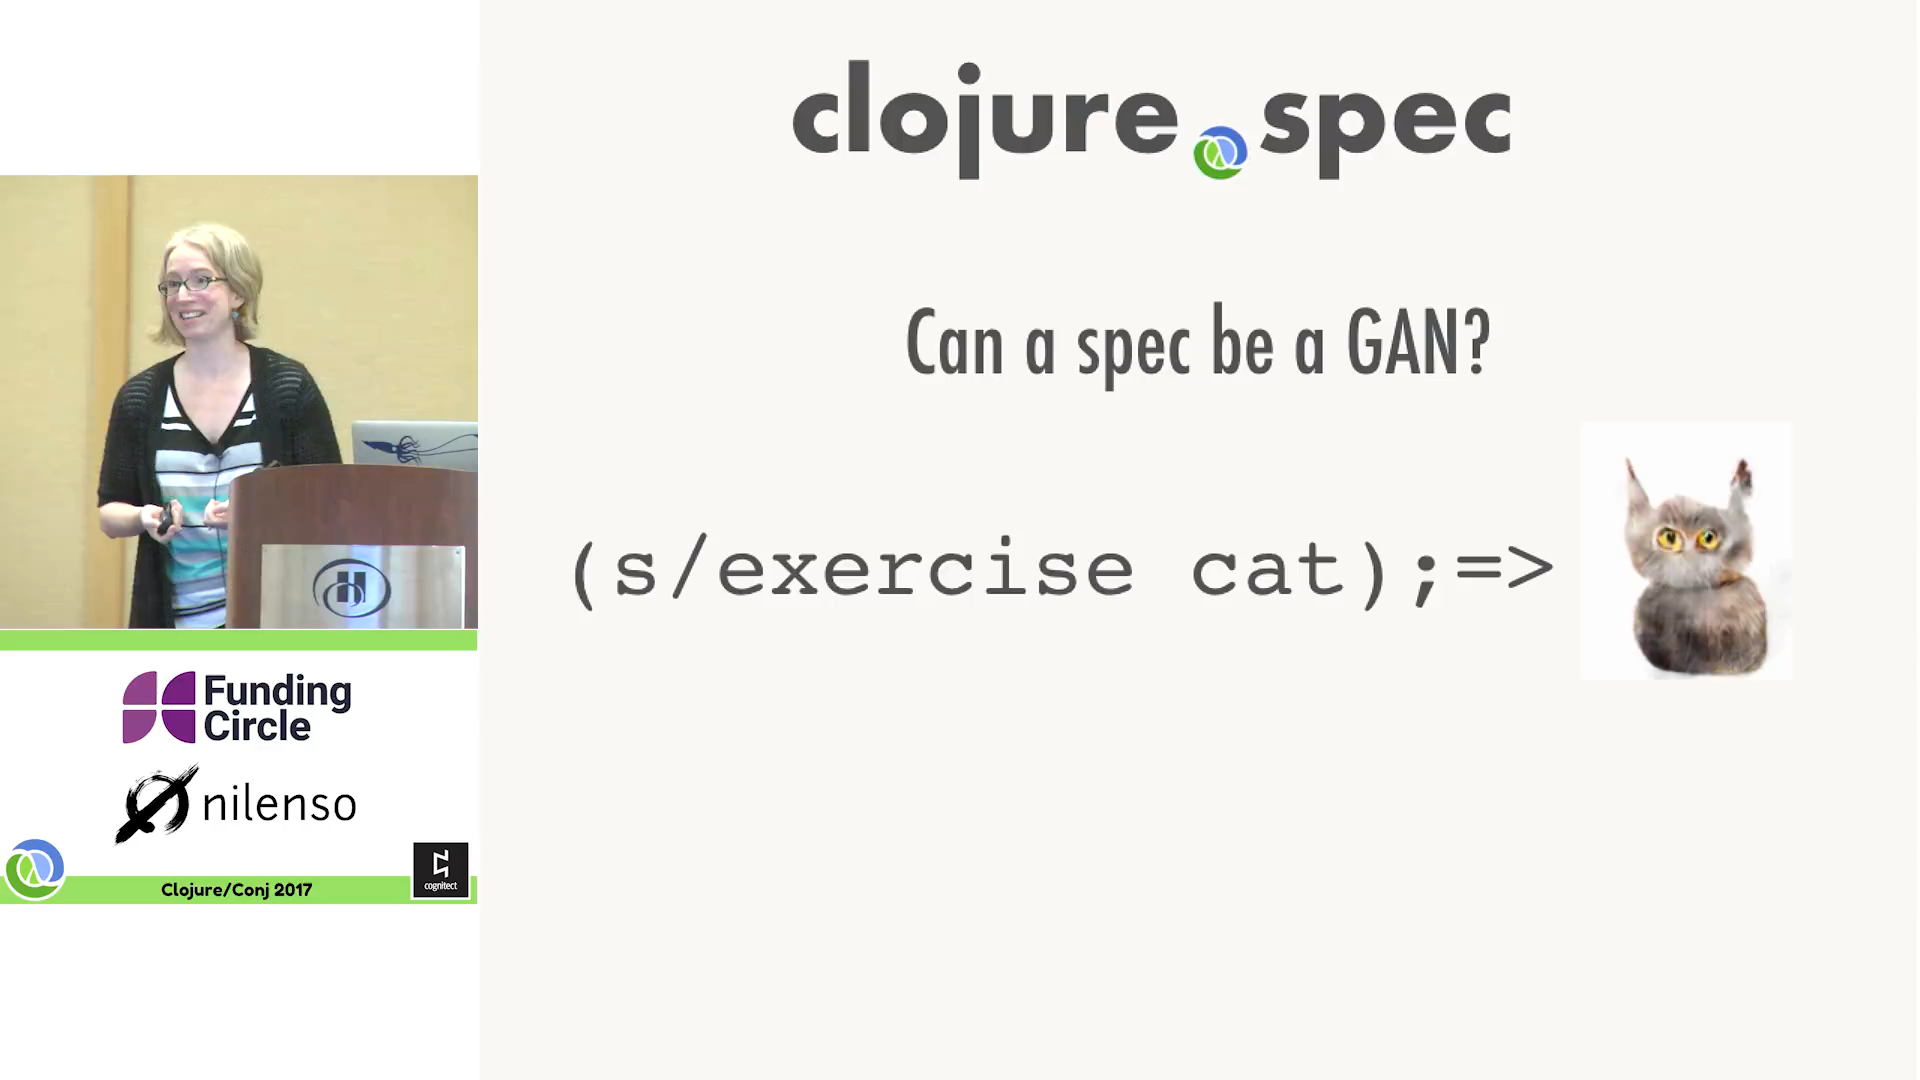 clojure.spec
Can a spec be a GAN?
(s/exercise cat);=>
Funding
Circle
nilenso
cognitect
Clojure/Conj 2017